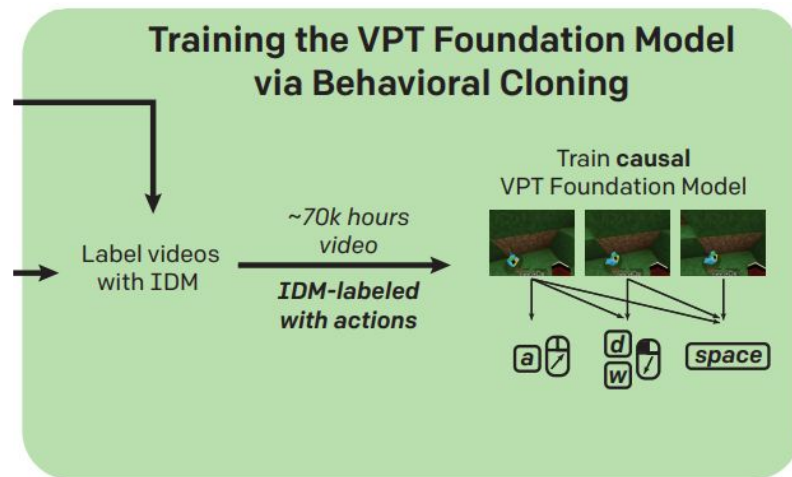 Training the VPT Foundation Model
via Behavioral Cloning
Train causal
VPT Foundation Model
~70k hours
video
Label videos
with IDM
IDM-labeled
with actions
a
d
w
space